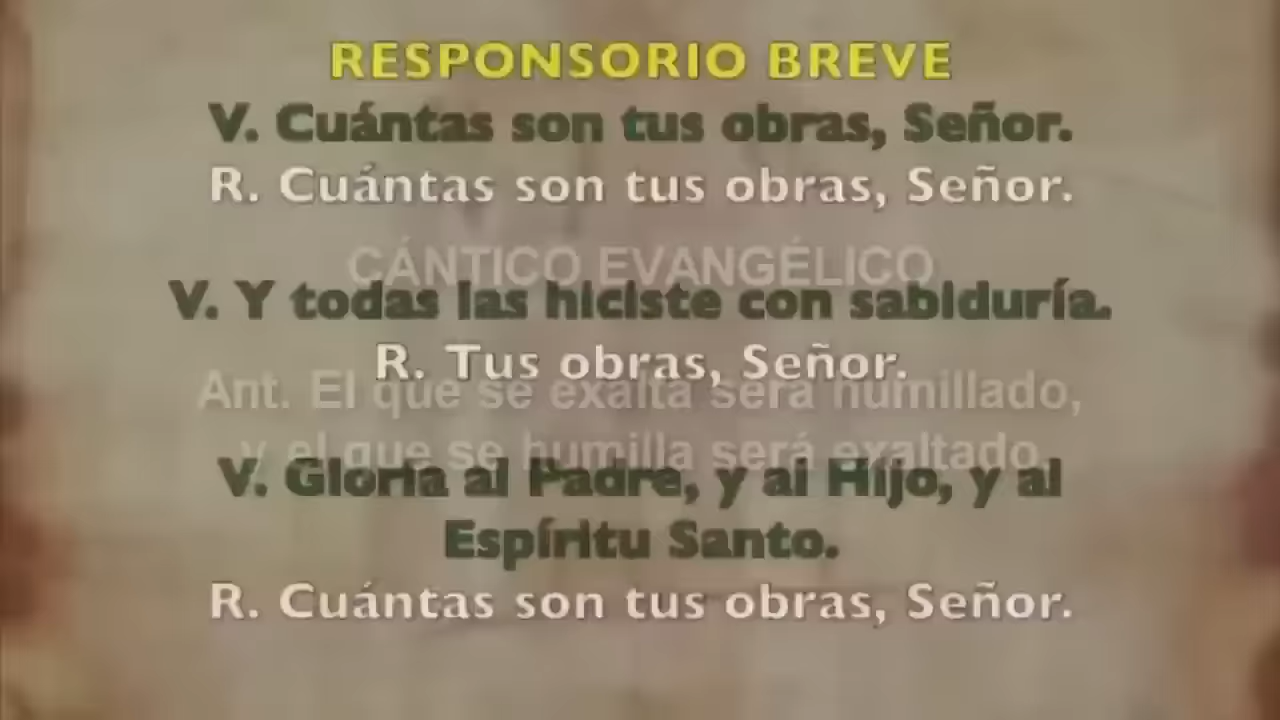 RESPONSORIO BREVE
V. Cuántas son tus obras, Señor.
R. Cuántas son tus obras, Señor.
CÁNTICO EVANGÉLICO
V. Y todas las hiciste con sabiduría.
R. Tus obras, Señor.
Ant. El que se exalta será humillado,
y el que se humilla será exaltado.
V. Gloria al Padre, y al Hijo, y al
Espíritu Santo.
R. Cuántas son tus obras, Señor.